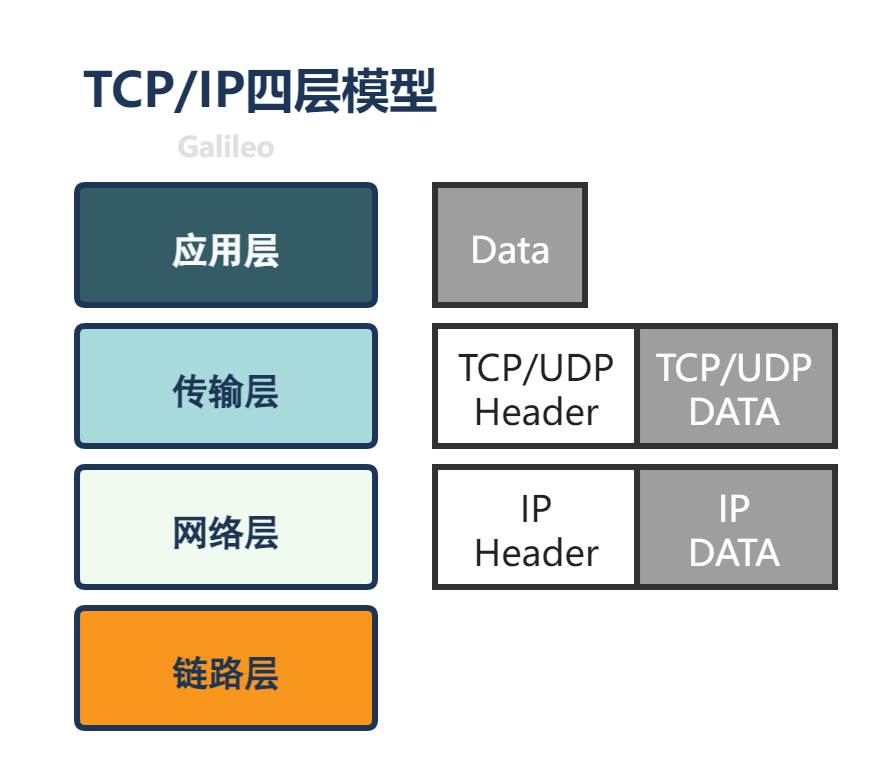 TCP/IP四层模型
Galileo
应用层
Data
传输层
TCP/UDP
Header
TCP/UDP
DATA
网络层
IP
Header
IP
DATA
链路层